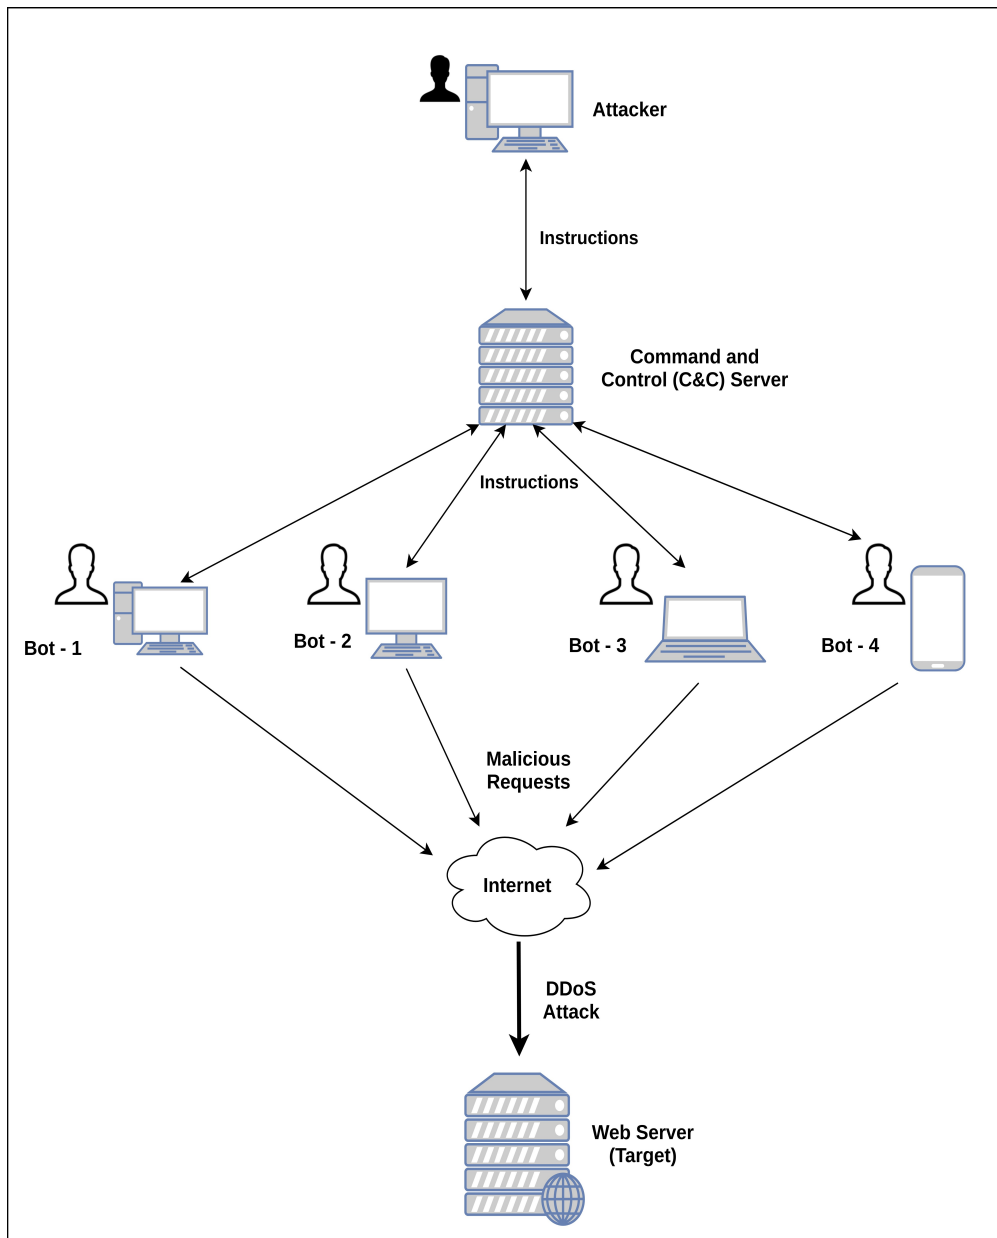 Attacker
Instructions
Command and
Control (C&C) Server
Instructions
Bot - 1
Bot - 2
Bot - 3
Bot - 4
Malicious
Requests
Internet
DDoS
Attack
Web Server
(Target)